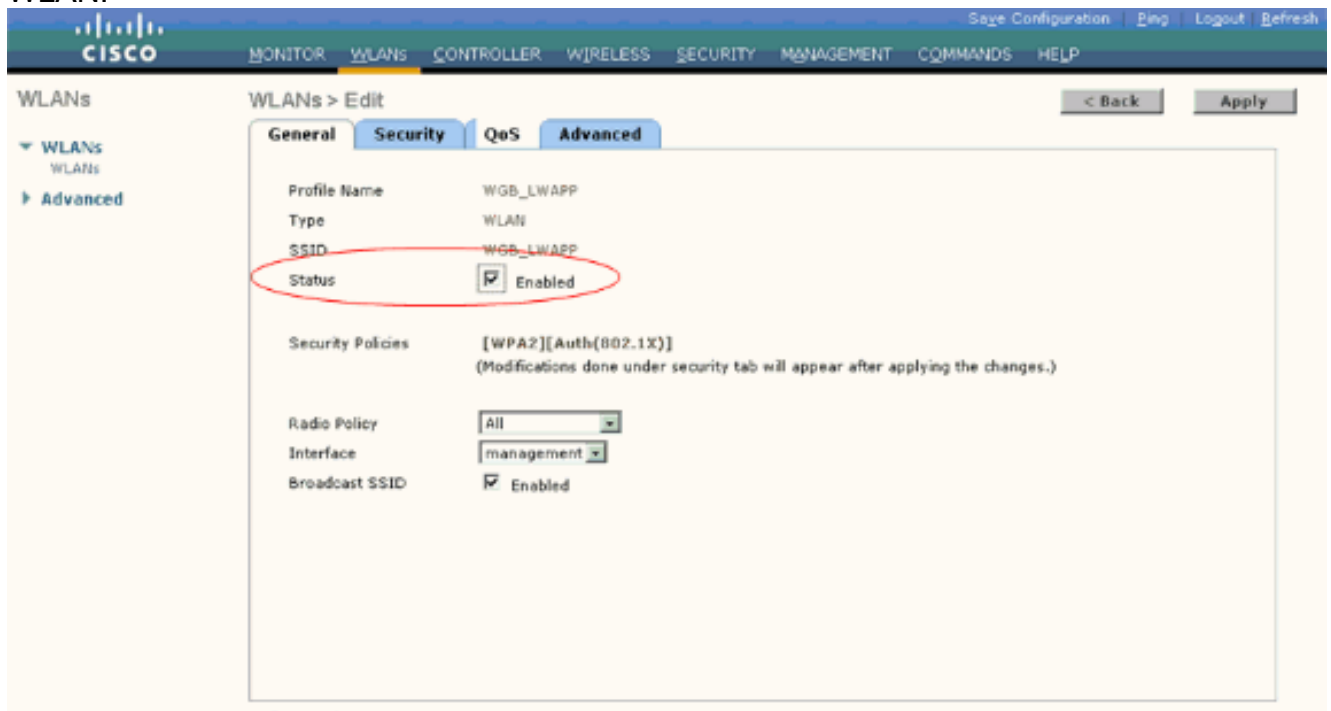 WLAN.
Save Configuration | Ping | Logout | Refresh
CISCO
MONITOR WLANs CONTROLLER WIRELESS SECURITY MANAGEMENT COMMANDS HELP
WLANs
WLANs
WLANs
Advanced
WLANs > Edit
< Back Apply
General Security QoS Advanced
Profile Name WGB_LWAPP
Type WLAN
SSID WGB_LWAPP
Status Enabled
Security Policies [WPA2][Auth(802.1X)]
(Modifications done under security tab will appear after applying the changes.)
Radio Policy All
Interface management
Broadcast SSID Enabled